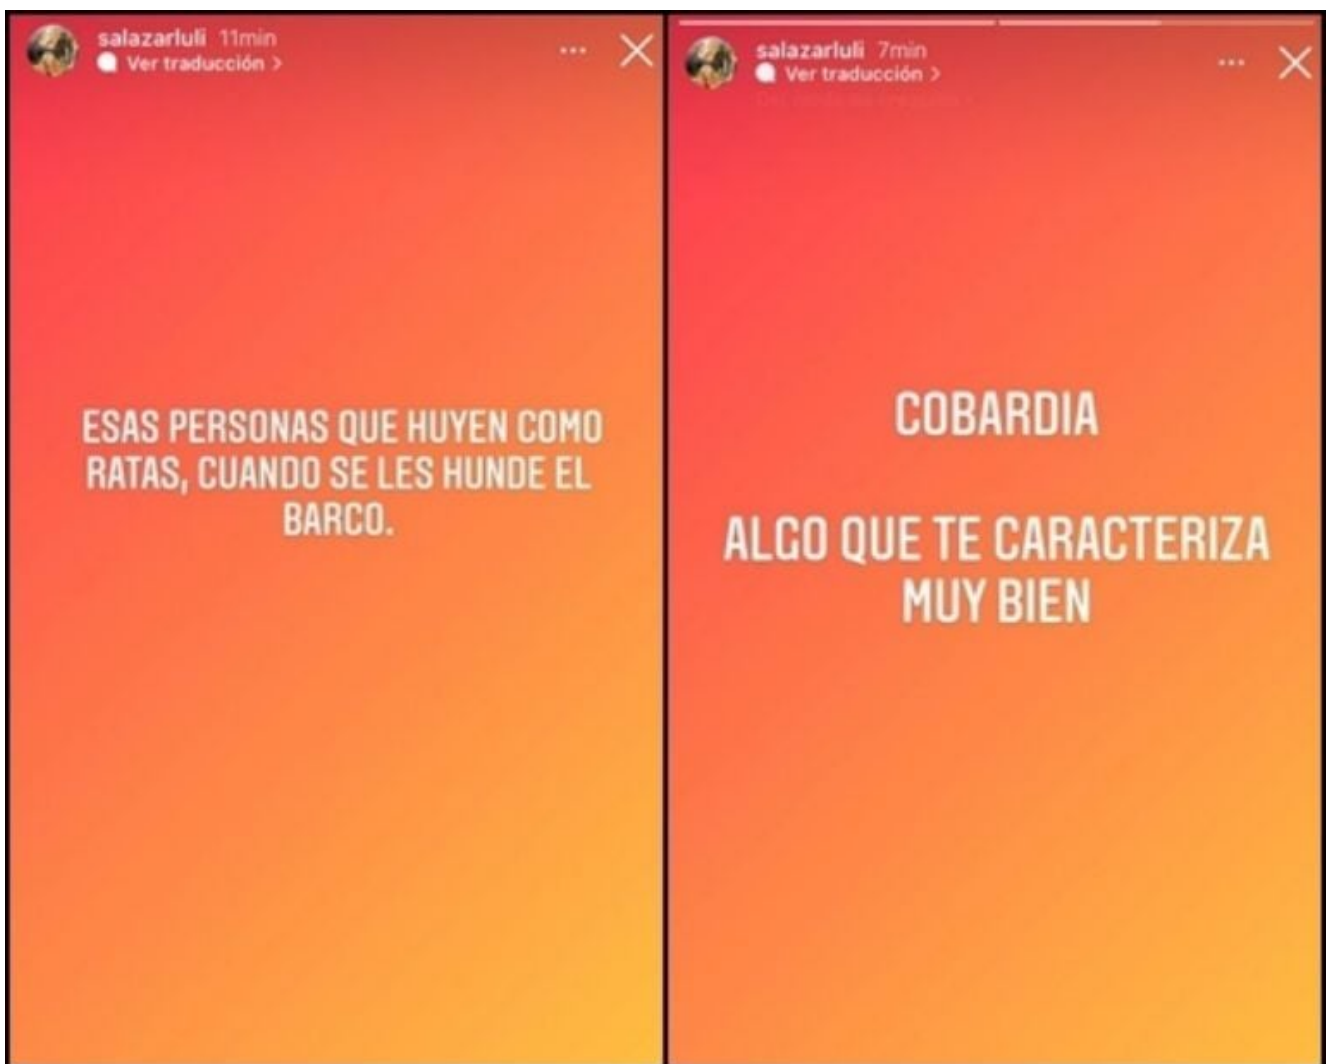 salazarluli 11min
Ver traducción >
ESAS PERSONAS QUE HUYEN COMO
RATAS, CUANDO SE LES HUNDE EL
BARCO.
salazarluli 7min
Ver traducción >
COBARDIA
ALGO QUE TE CARACTERIZA
MUY BIEN